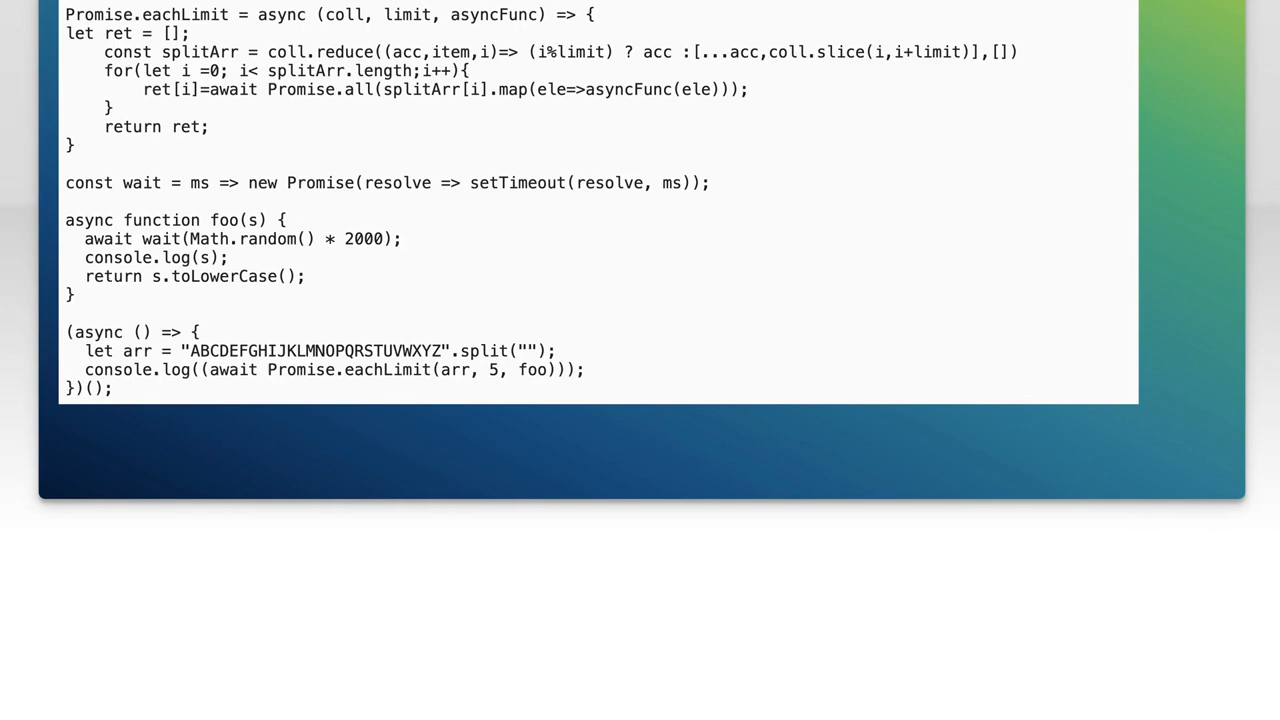 Promise.eachLimit = async (coll, limit, asyncFunc) => {
let ret = [];
    const splitArr = coll.reduce((acc,item,i)=> (i%limit) ? acc :[...acc,coll.slice(i,i+limit)],[])
    for(let i =0; i< splitArr.length;i++){
        ret[i]=await Promise.all(splitArr[i].map(ele=>asyncFunc(ele)));
    }
    return ret;
}

const wait = ms => new Promise(resolve => setTimeout(resolve, ms));

async function foo(s) {
  await wait(Math.random() * 2000);
  console.log(s);
  return s.toLowerCase();
}

(async () => {
  let arr = "ABCDEFGHIJKLMNOPQRSTUVWXYZ".split("");
  console.log((await Promise.eachLimit(arr, 5, foo)));
})();